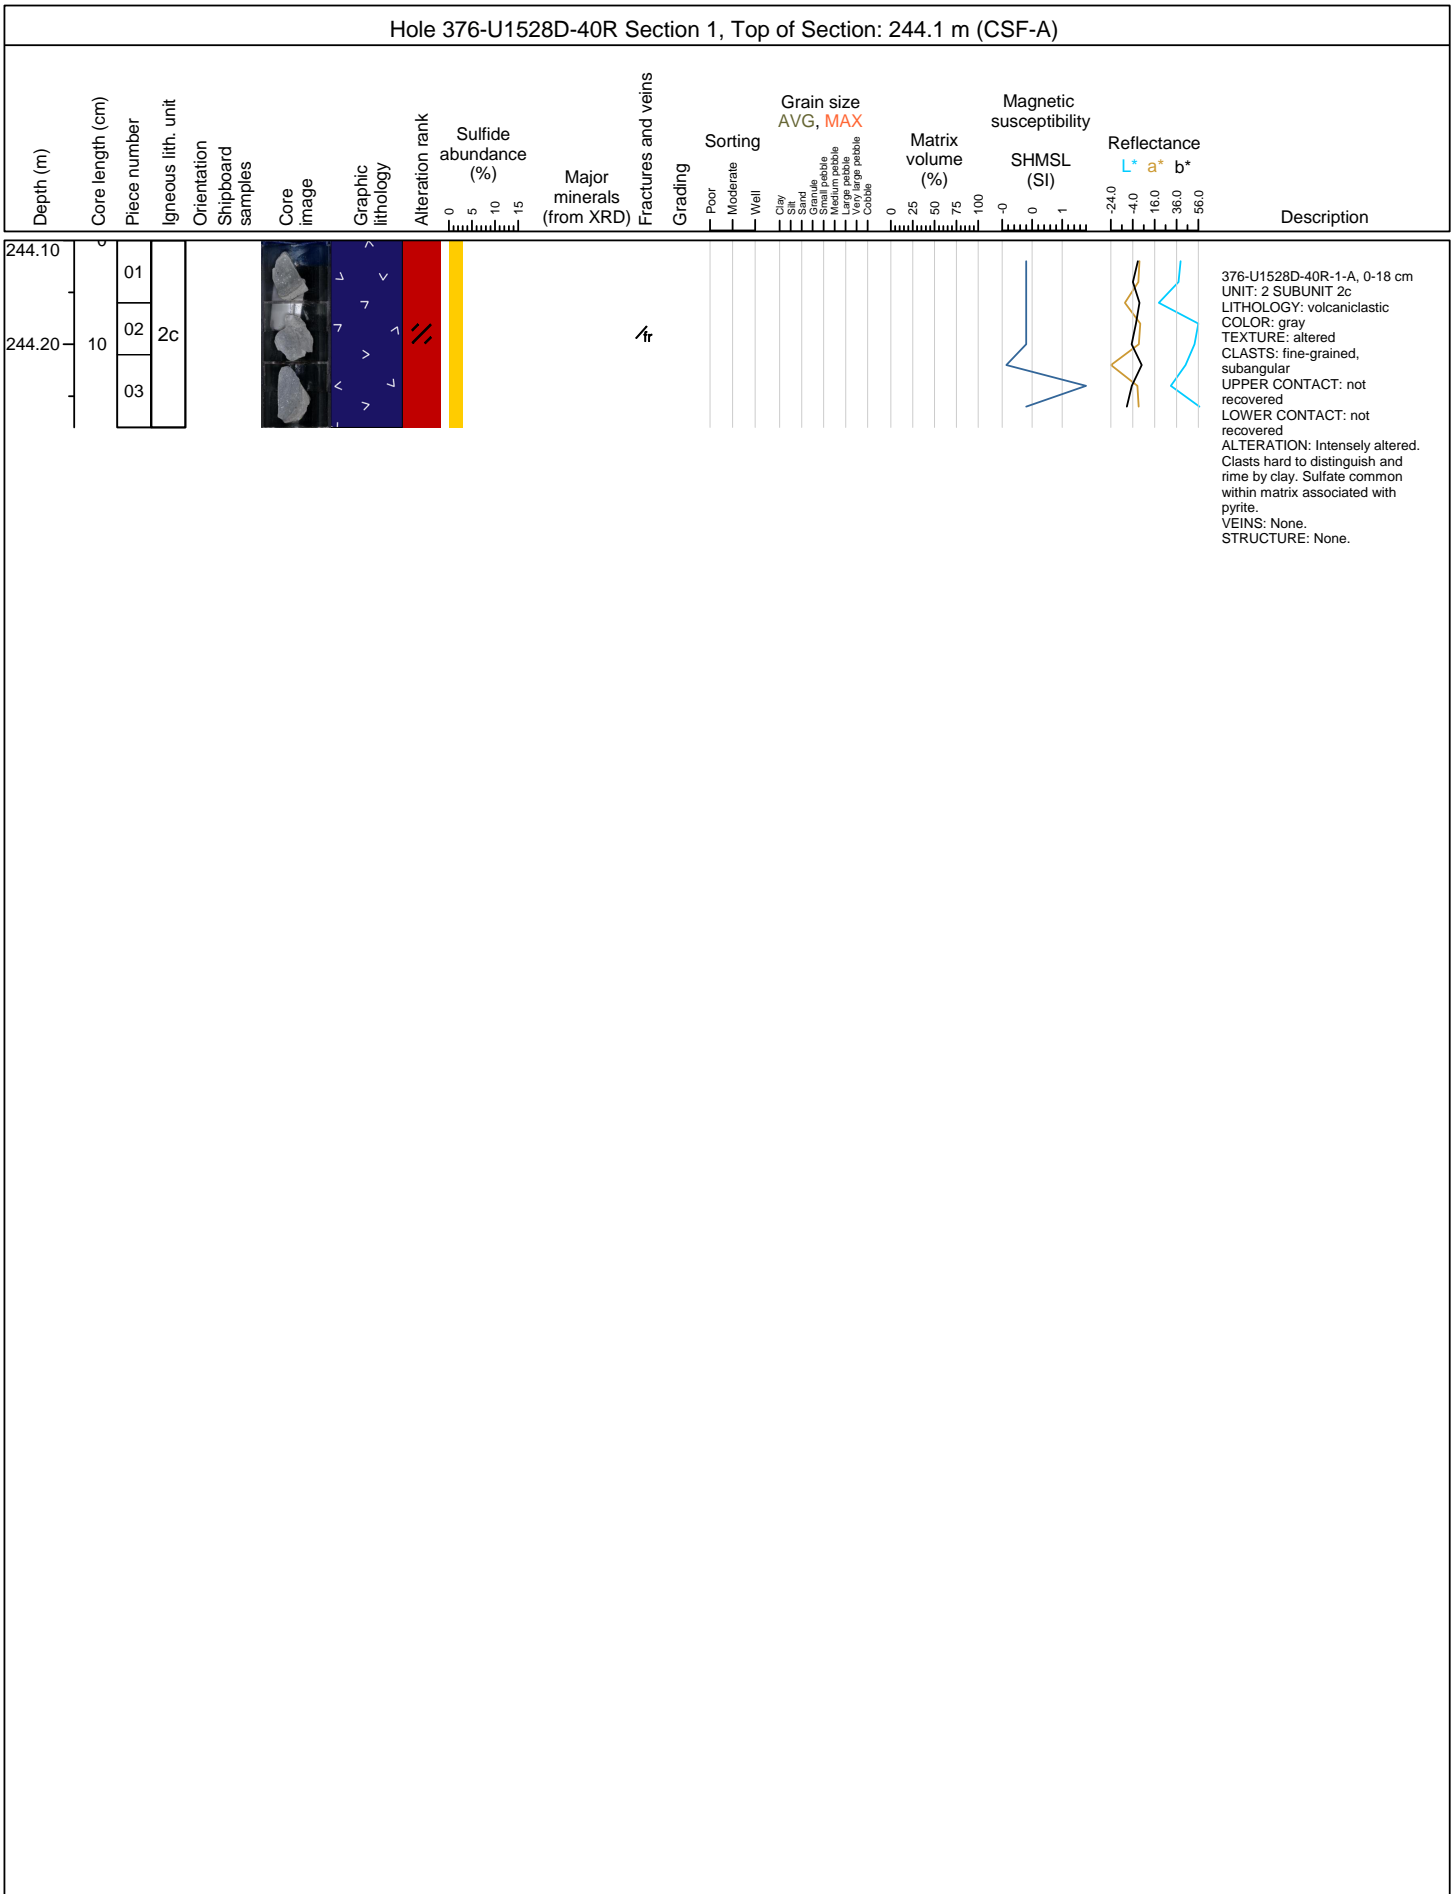 Hole 376-U1528D-40R Section 1, Top of Section: 244.1 m (CSF-A)
Depth (m)
Core length (cm)
Piece number
Igneous lith. unit
Orientation
Shipboard
samples
Core
image
Graphic
lithology
Alteration rank
Sulfide
abundance
(%)
0 5 10 15
Major
minerals
(from XRD)
Fractures and veins
Grading
Sorting
Poor
Moderate
Well
Grain size
AVG, MAX
Clay
Silt
Sand
Granule
Small pebble
Medium pebble
Large pebble
Very large pebble
Cobble
Matrix
volume
(%)
0 25 50 75 100
Magnetic
susceptibility
SHMSL
(SI)
-0 0 1
Reflectance
L* a* b*
-24.0 -4.0 16.0 36.0 56.0
Description
244.10
0
01
02
244.20
10
2c
03
fr
376-U1528D-40R-1-A, 0-18 cm
UNIT: 2 SUBUNIT 2c
LITHOLOGY: volcaniclastic
COLOR: gray
TEXTURE: altered
CLASTS: fine-grained,
subangular
UPPER CONTACT: not
recovered
LOWER CONTACT: not
recovered
ALTERATION: Intensely altered.
Clasts hard to distinguish and
rime by clay. Sulfate common
within matrix associated with
pyrite.
VEINS: None.
STRUCTURE: None.